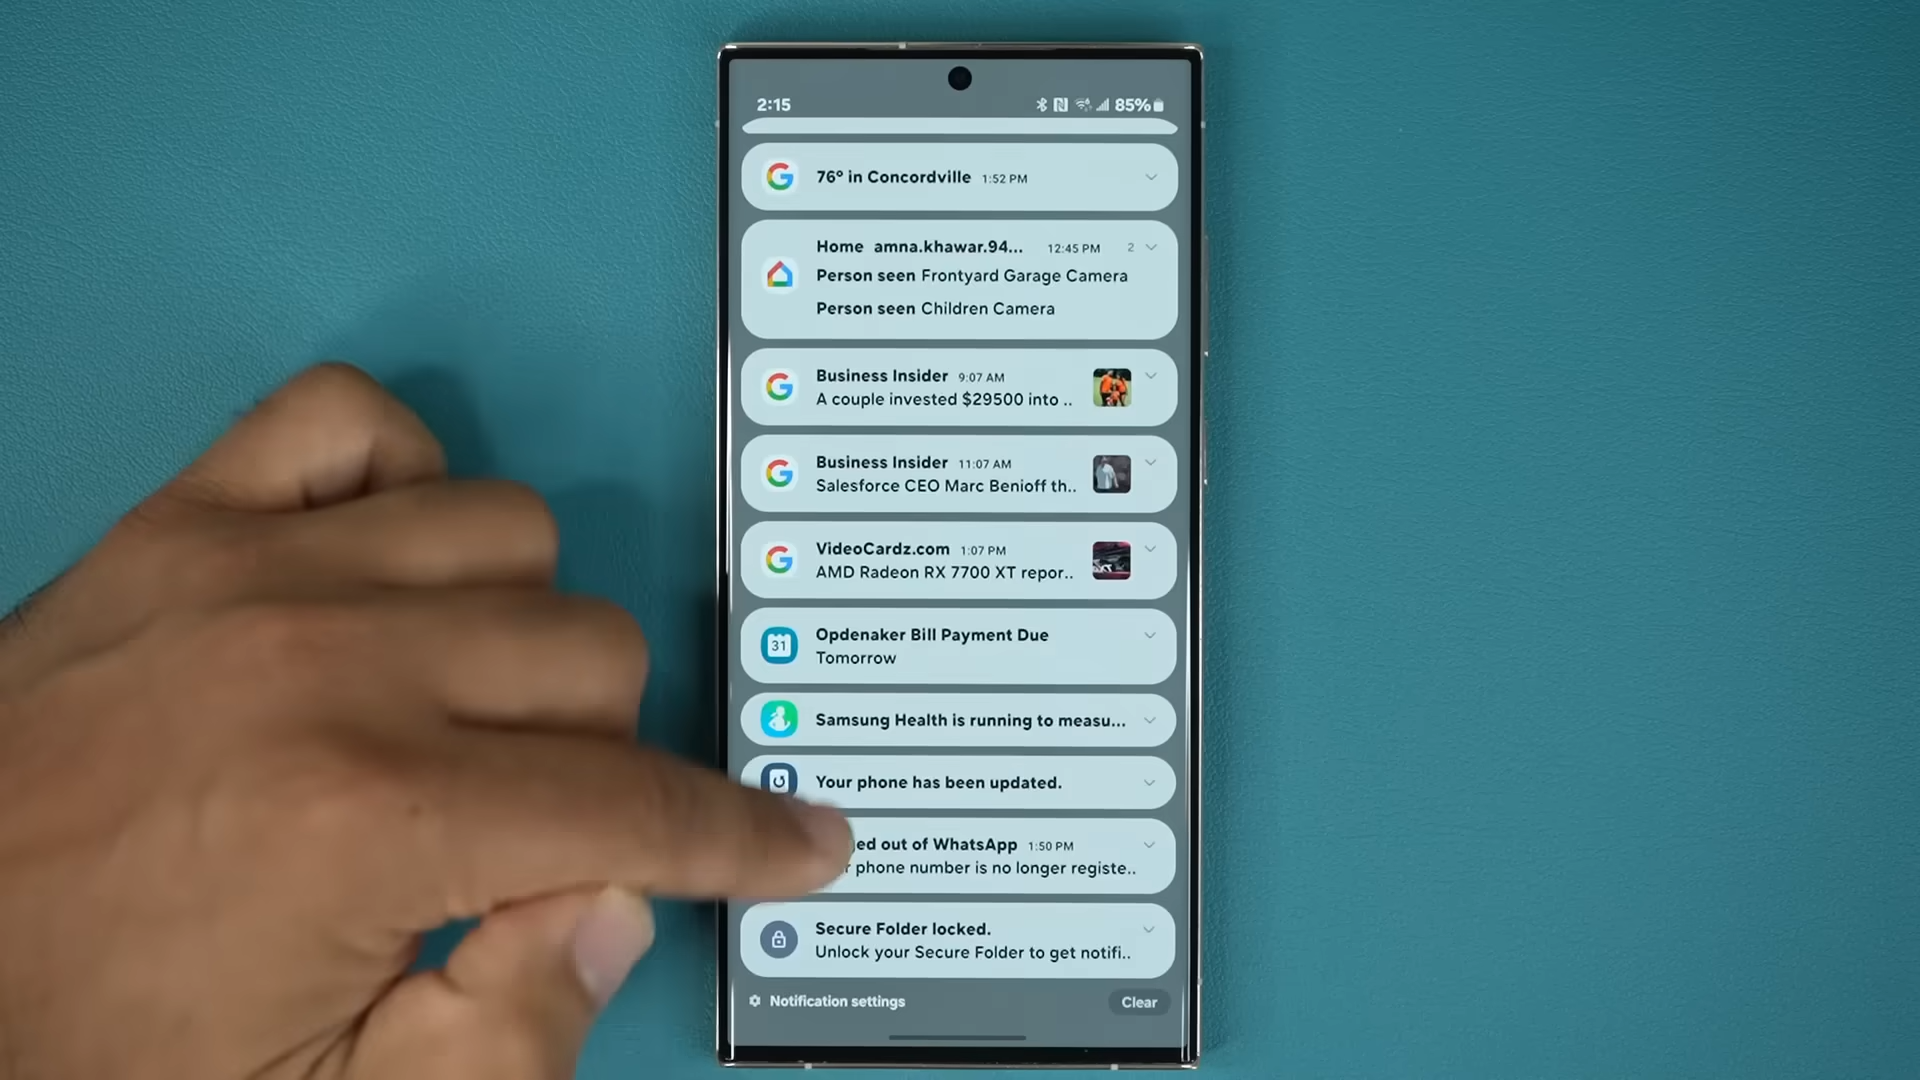 2:15 85%
76° in Concordville 1:52 PM
Home amna.khawar.94... 12:45 PM 2
Person seen Frontyard Garage Camera
Person seen Children Camera
Business Insider 9:07 AM
A couple invested $29500 into ..
Business Insider 11:07 AM
Salesforce CEO Marc Benioff th..
VideoCardz.com 1:07 PM
AMD Radeon RX 7700 XT repor..
XT
31
Opdenaker Bill Payment Due
Tomorrow
Samsung Health is running to measu...
Your phone has been updated.
ed out of WhatsApp 1:50 PM
r phone number is no longer registe..
Secure Folder locked.
Unlock your Secure Folder to get notifi..
Notification settings Clear